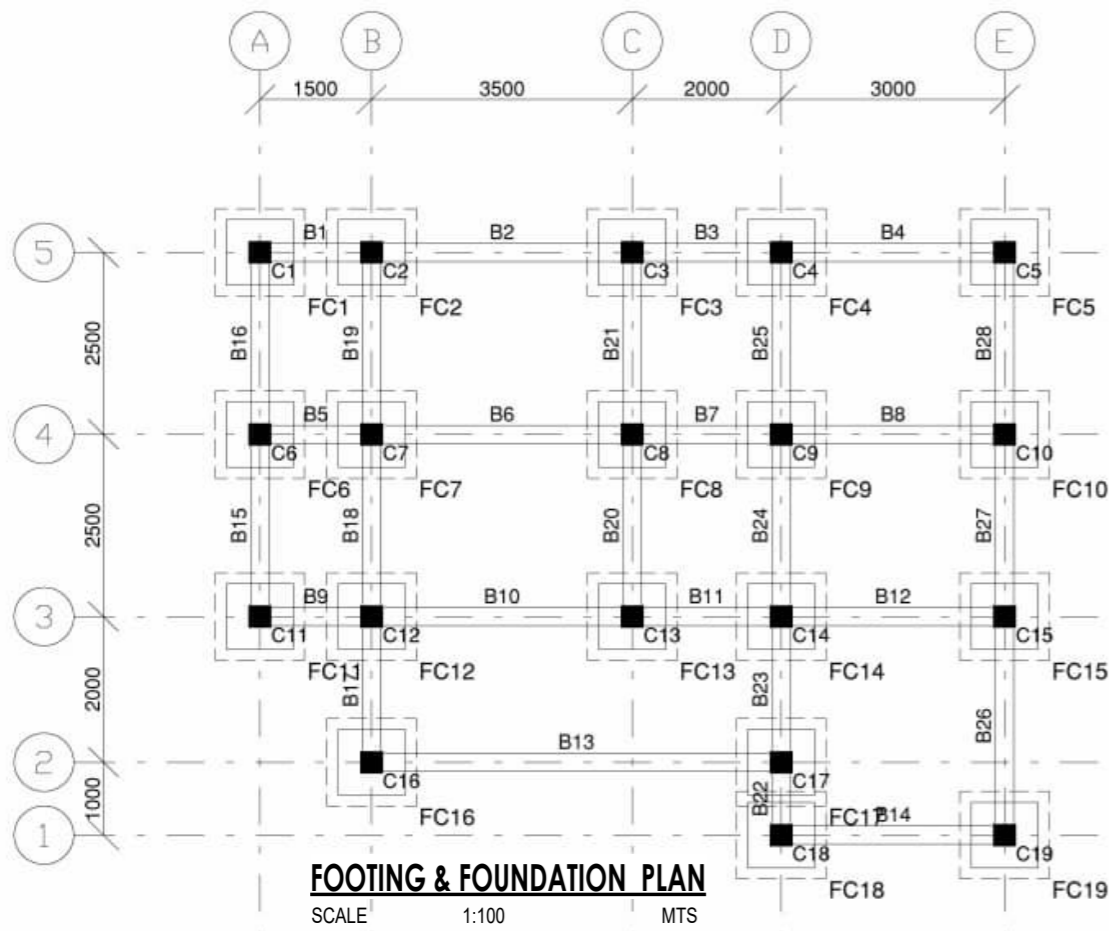 A B C D E
1500 3500 2000 3000
B1 B2 B3 B4
5
C1 C2 C3 C4 C5
FC1 FC2 FC3 FC4 FC5
2500 B16 B19 B21 B25 B28
B5 B6 B7 B8
4
C6 C7 C8 C9 C10
FC6 FC7 FC8 FC9 FC10
2500 B15 B18 B20 B24 B27
B9 B10 B11 B12
3
C11 C12 C13 C14 C15
FC11 FC12 FC13 FC14 FC15
2000 B17 B23 B26
B13
2
C16 C17
FC16 FC17
1000 B22 B14
1
C18 C19
FC18 FC19
FOOTING & FOUNDATION PLAN
SCALE 1:100 MTS